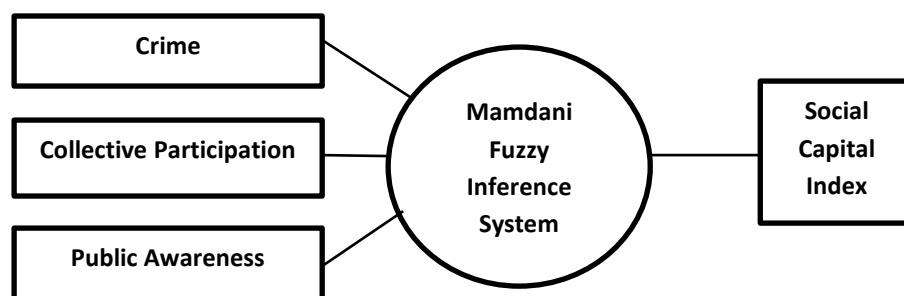 Crime
Collective Participation
Public Awareness
Mamdani
Fuzzy
Inference
System
Social
Capital
Index